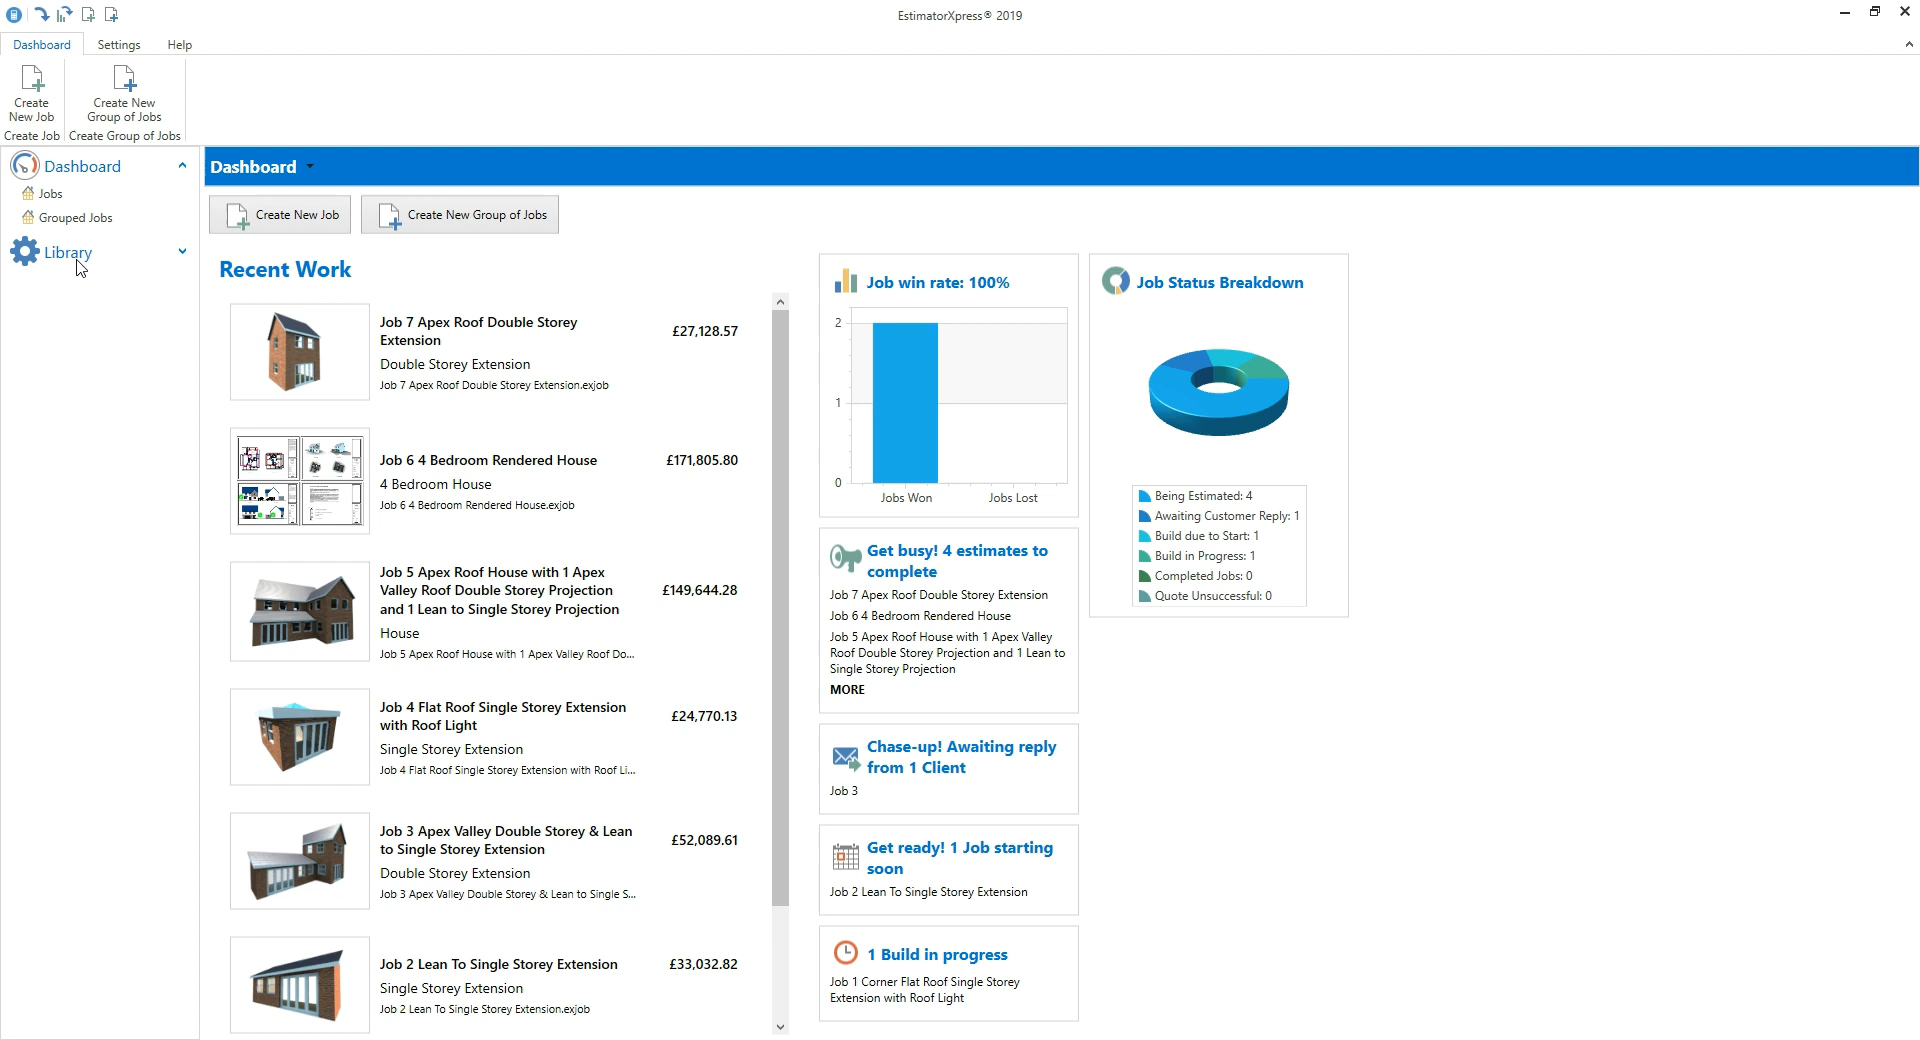 EstimatorXpress® 2019
Dashboard
Settings
Help
Create
New Job
Create New
Group of Jobs
Create Job
Create Group of Jobs
Dashboard
Jobs
Grouped Jobs
Library
Dashboard
Create New Job
Create New Group of Jobs
Recent Work
Job 7 Apex Roof Double Storey
Extension
£27,128.57
Double Storey Extension
Job 7 Apex Roof Double Storey Extension.exjob
Job 6 4 Bedroom Rendered House
£171,805.80
4 Bedroom House
Job 6 4 Bedroom Rendered House.exjob
Job 5 Apex Roof House with 1 Apex
Valley Roof Double Storey Projection
and 1 Lean to Single Storey Projection
£149,644.28
House
Job 5 Apex Roof House with 1 Apex Valley Roof Do...
Job 4 Flat Roof Single Storey Extension
with Roof Light
£24,770.13
Single Storey Extension
Job 4 Flat Roof Single Storey Extension with Roof Li...
Job 3 Apex Valley Double Storey & Lean
to Single Storey Extension
£52,089.61
Double Storey Extension
Job 3 Apex Valley Double Storey & Lean to Single S...
Job 2 Lean To Single Storey Extension
£33,032.82
Single Storey Extension
Job 2 Lean To Single Storey Extension.exjob
Job win rate: 100%
2
1
0
Jobs Won
Jobs Lost
Get busy! 4 estimates to
complete
Job 7 Apex Roof Double Storey Extension
Job 6 4 Bedroom Rendered House
Job 5 Apex Roof House with 1 Apex Valley
Roof Double Storey Projection and 1 Lean to
Single Storey Projection
MORE
Chase-up! Awaiting reply
from 1 Client
Job 3
Get ready! 1 Job starting
soon
Job 2 Lean To Single Storey Extension
1 Build in progress
Job 1 Corner Flat Roof Single Storey
Extension with Roof Light
Job Status Breakdown
Being Estimated: 4
Awaiting Customer Reply: 1
Build due to Start: 1
Build in Progress: 1
Completed Jobs: 0
Quote Unsuccessful: 0